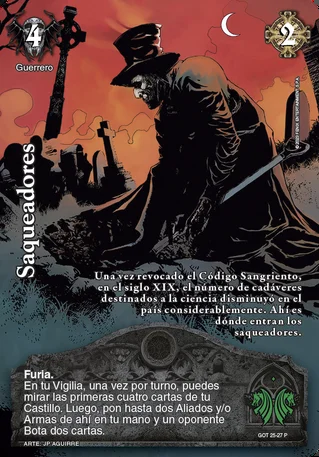 4
2
Guerrero
©2025 FENIX ENTERTAINMENT E.P.A
Saqueadores
Una vez revocado el Código Sangriento,
en el siglo XIX, el número de cadáveres
destinados a la ciencia disminuyó en el
país considerablemente. Ahí es
dónde entran los
saqueadores.
Furia.
En tu Vigilia, una vez por turno, puedes
mirar las primeras cuatro cartas de tu
Castillo. Luego, pon hasta dos Aliados y/o
Armas de ahí en tu mano y un oponente
Bota dos cartas.
ARTE: JP. AGUIRRE
GOT 25-27 P